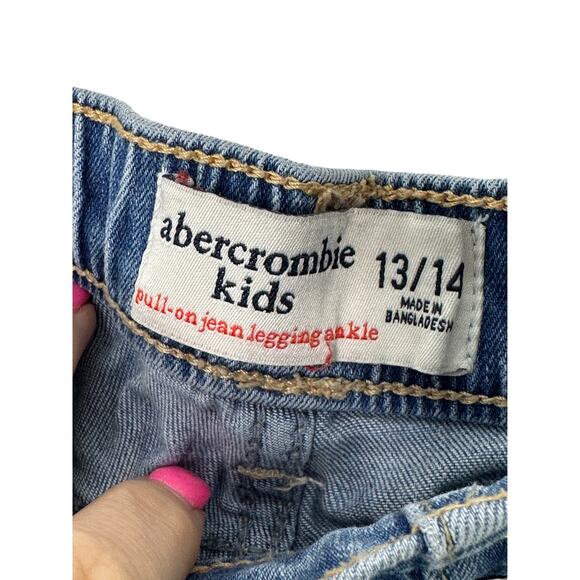 abercrombie
kids
pull-on jean legging ankle
13/14
MADE IN
BANGLADESH